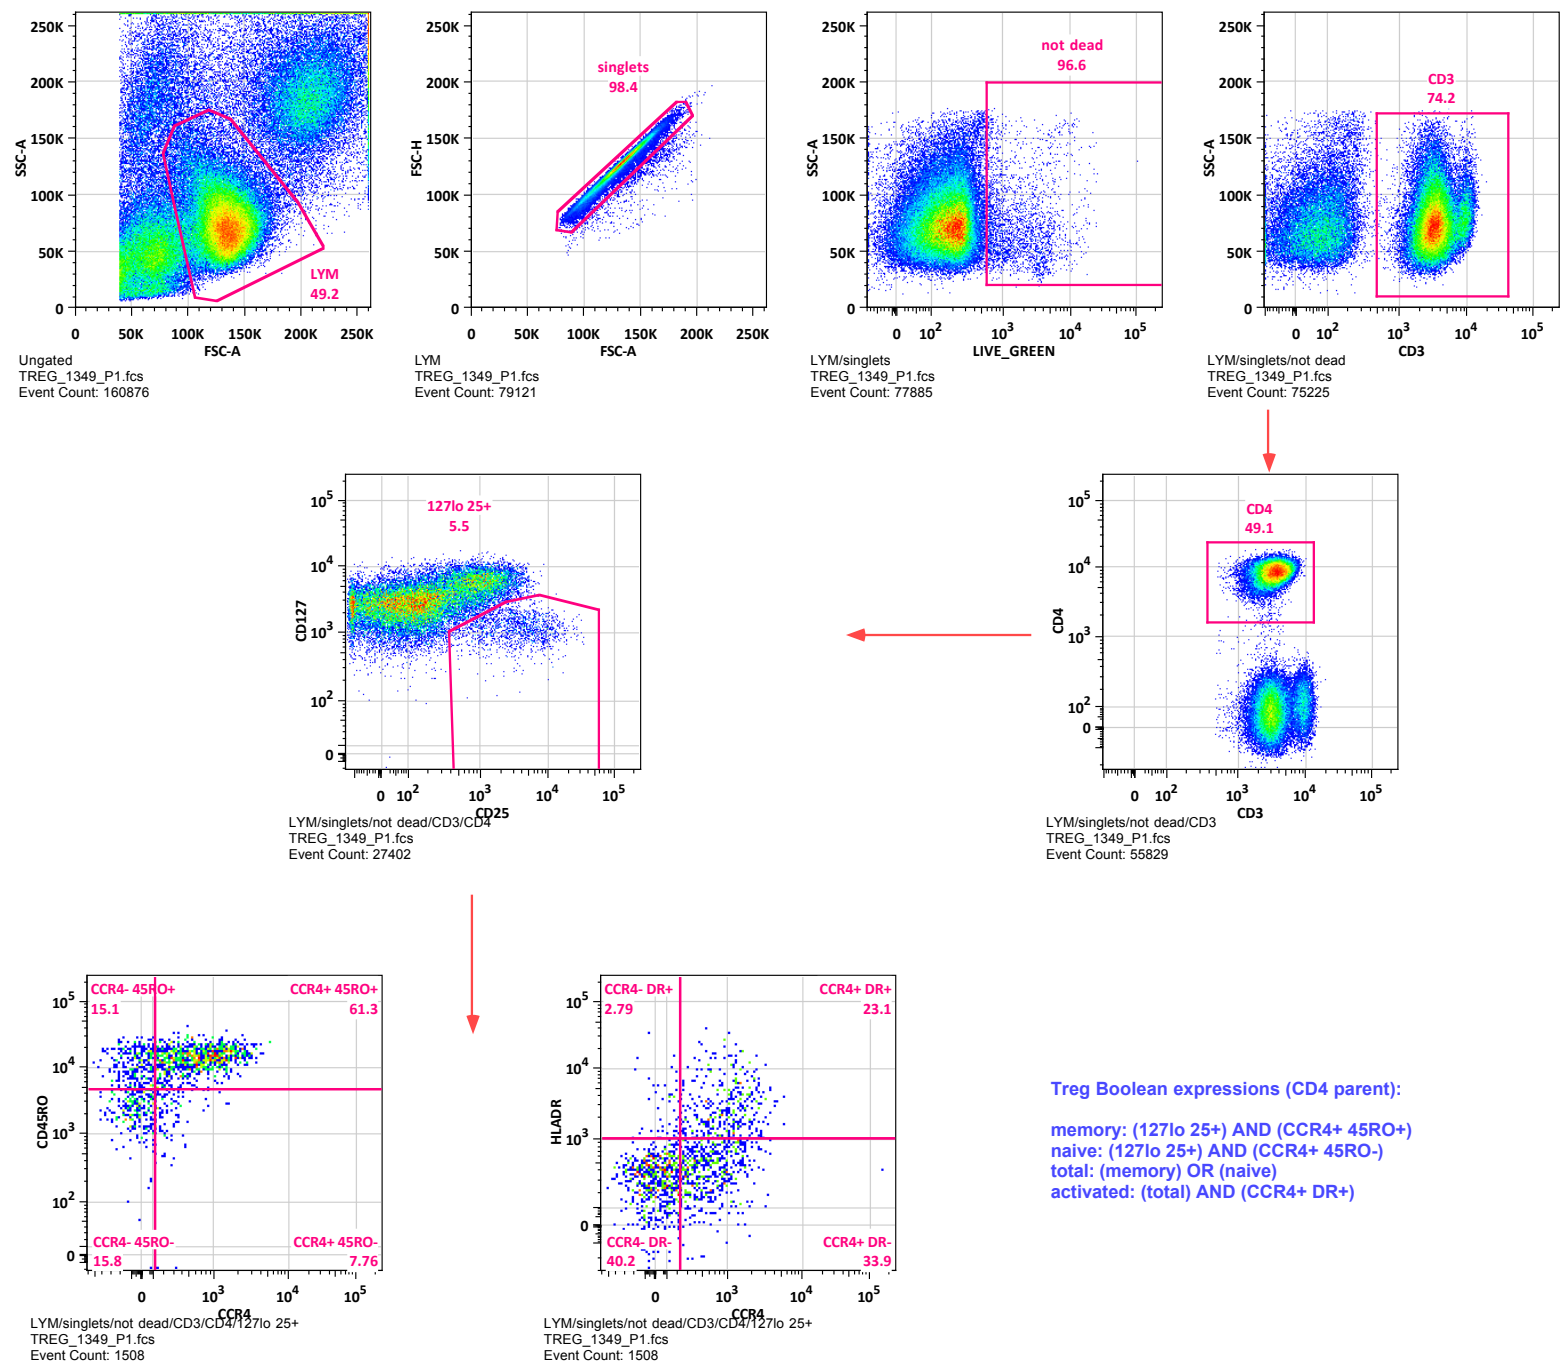 250K
200K
150K
100K
50K
0
SSC-A
LYM
49.2
0 50K 100K 150K 200K 250K
FSC-A
Ungated
TREG_1349_P1.fcs
Event Count: 160876
250K
200K
150K
100K
50K
0
FSC-H
singlets
98.4
0 50K 100K 150K 200K 250K
FSC-A
LYM
TREG_1349_P1.fcs
Event Count: 79121
250K
200K
150K
100K
50K
0
SSC-A
not dead
96.6
0 10^2 10^3 10^4 10^5
LIVE_GREEN
LYM/singlets
TREG_1349_P1.fcs
Event Count: 77885
250K
200K
150K
100K
50K
0
SSC-A
CD3
74.2
0 10^2 10^3 10^4 10^5
CD3
LYM/singlets/not dead
TREG_1349_P1.fcs
Event Count: 75225
10^5
10^4
10^3
10^2
0
CD127
127lo 25+
5.5
0 10^2 10^3 10^4 10^5
CD25
LYM/singlets/not dead/CD3/CD4
TREG_1349_P1.fcs
Event Count: 27402
10^5
10^4
10^3
10^2
0
CD4
CD4
49.1
0 10^2 10^3 10^4 10^5
CD3
LYM/singlets/not dead/CD3
TREG_1349_P1.fcs
Event Count: 55829
10^5
10^4
10^3
10^2
0
CD45RO
CCR4- 45RO+
15.1
CCR4+ 45RO+
61.3
CCR4- 45RO-
15.8
CCR4+ 45RO-
7.76
0 10^3 10^4 10^5
CCR4
LYM/singlets/not dead/CD3/CD4/127lo 25+
TREG_1349_P1.fcs
Event Count: 1508
10^5
10^4
10^3
0
HLADR
CCR4- DR+
2.79
CCR4+ DR+
23.1
CCR4- DR-
40.2
CCR4+ DR-
33.9
0 10^3 10^4 10^5
CCR4
LYM/singlets/not dead/CD3/CD4/127lo 25+
TREG_1349_P1.fcs
Event Count: 1508
Treg Boolean expressions (CD4 parent):
memory: (127lo 25+) AND (CCR4+ 45RO+)
naive: (127lo 25+) AND (CCR4+ 45RO-)
total: (memory) OR (naive)
activated: (total) AND (CCR4+ DR+)